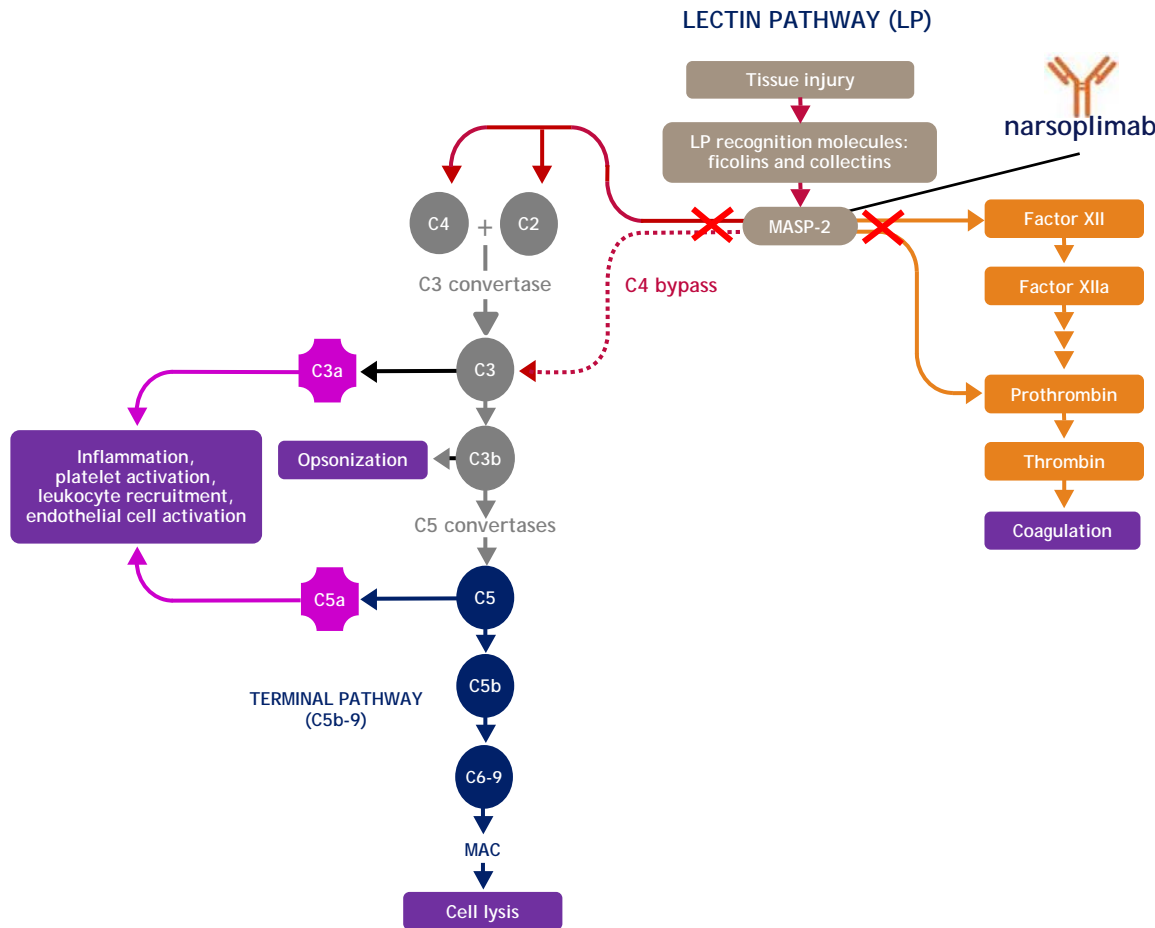 LECTIN PATHWAY (LP)
Tissue injury
narsoplimab
LP recognition molecules:
ficolins and collectins
MASP-2
C4
+
C2
C3 convertase
C4 bypass
Factor XII
Factor XIIa
Prothrombin
Thrombin
Coagulation
C3
C3a
C3b
Opsonization
Inflammation,
platelet activation,
leukocyte recruitment,
endothelial cell activation
C5 convertases
C5
C5a
C5b
TERMINAL PATHWAY
(C5b-9)
C6-9
MAC
Cell lysis